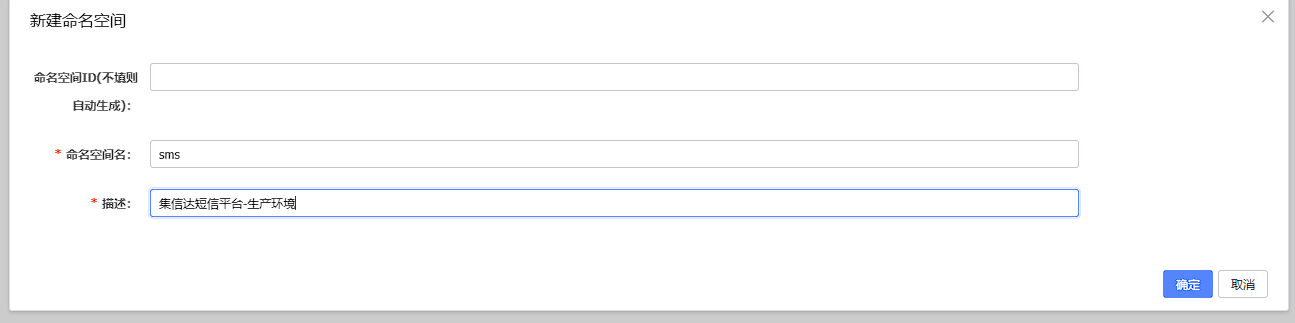 新建命名空间
命名空间ID(不填则
自动生成):
* 命名空间名: sms
* 描述: 集信达短信平台-生产环境
确定 取消